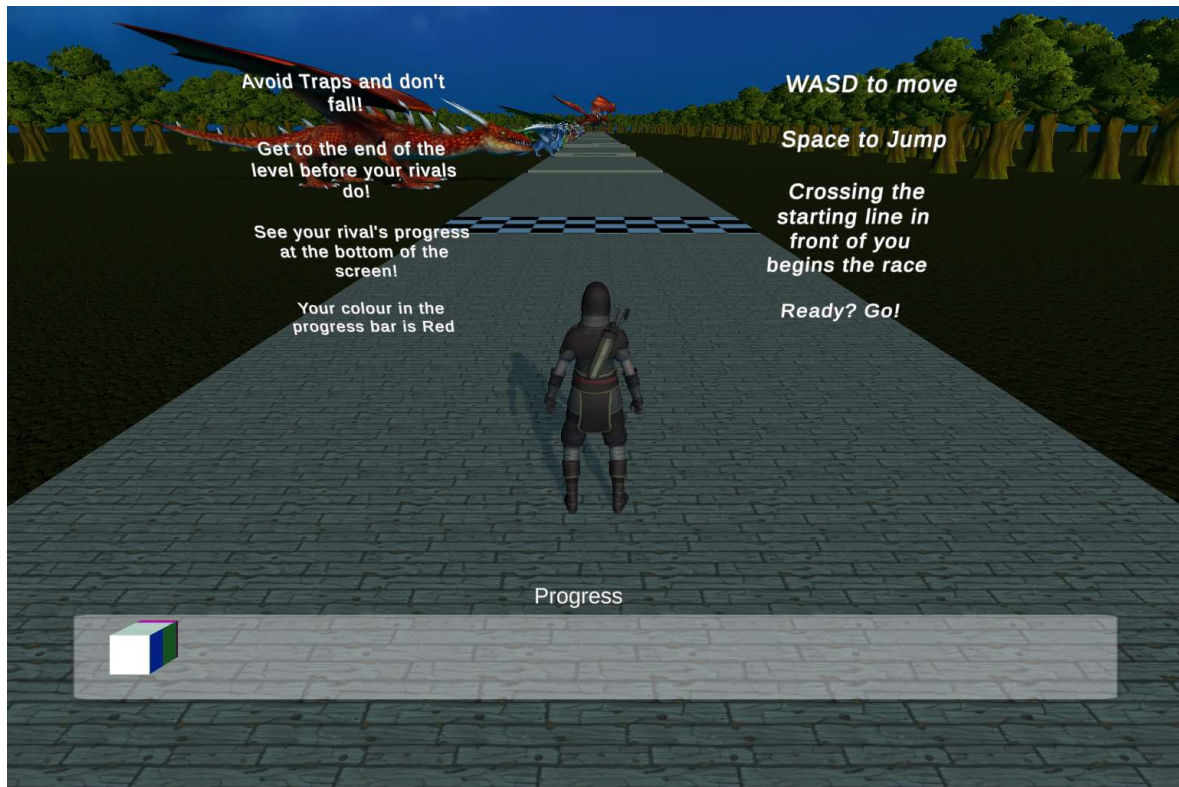 Avoid Traps and don't
fall!
Get to the end of the
level before your rivals
do!
See your rival's progress
at the bottom of the
screen!
Your colour in the
progress bar is Red
WASD to move
Space to Jump
Crossing the
starting line in
front of you
begins the race
Ready? Go!
Progress